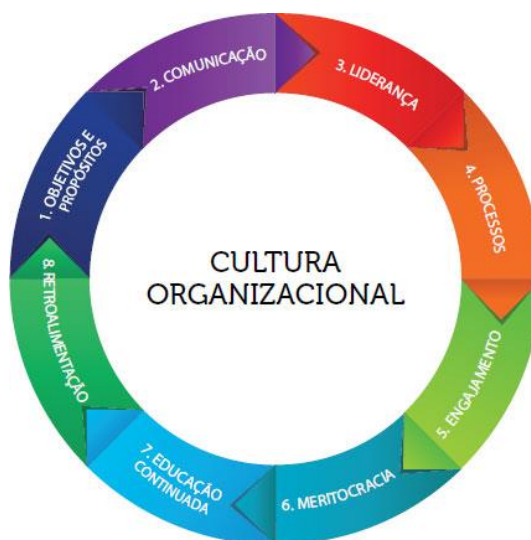 CULTURA
ORGANIZACIONAL
1. OBJETIVOS E
PROPÓSITOS
2. COMUNICAÇÃO
3. LIDERANÇA
4. PROCESSOS
5. ENGAJAMENTO
6. MERITOCRACIA
7. EDUCAÇÃO
CONTINUADA
8. RETROALIMENTAÇÃO